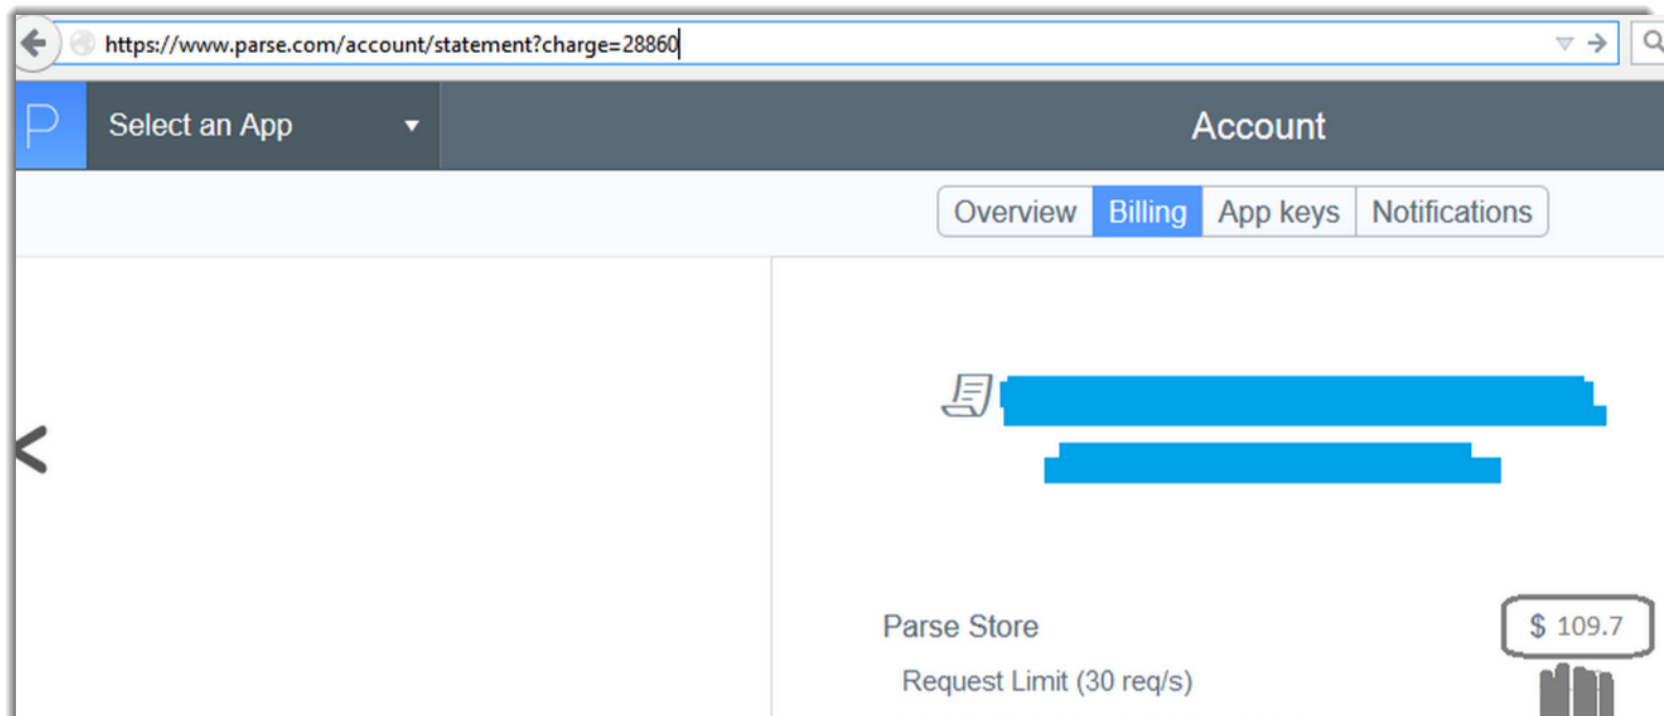 https://www.parse.com/account/statement?charge=28860
P
Select an App
Account
Overview
Billing
App keys
Notifications
Parse Store
$ 109.7
Request Limit (30 req/s)